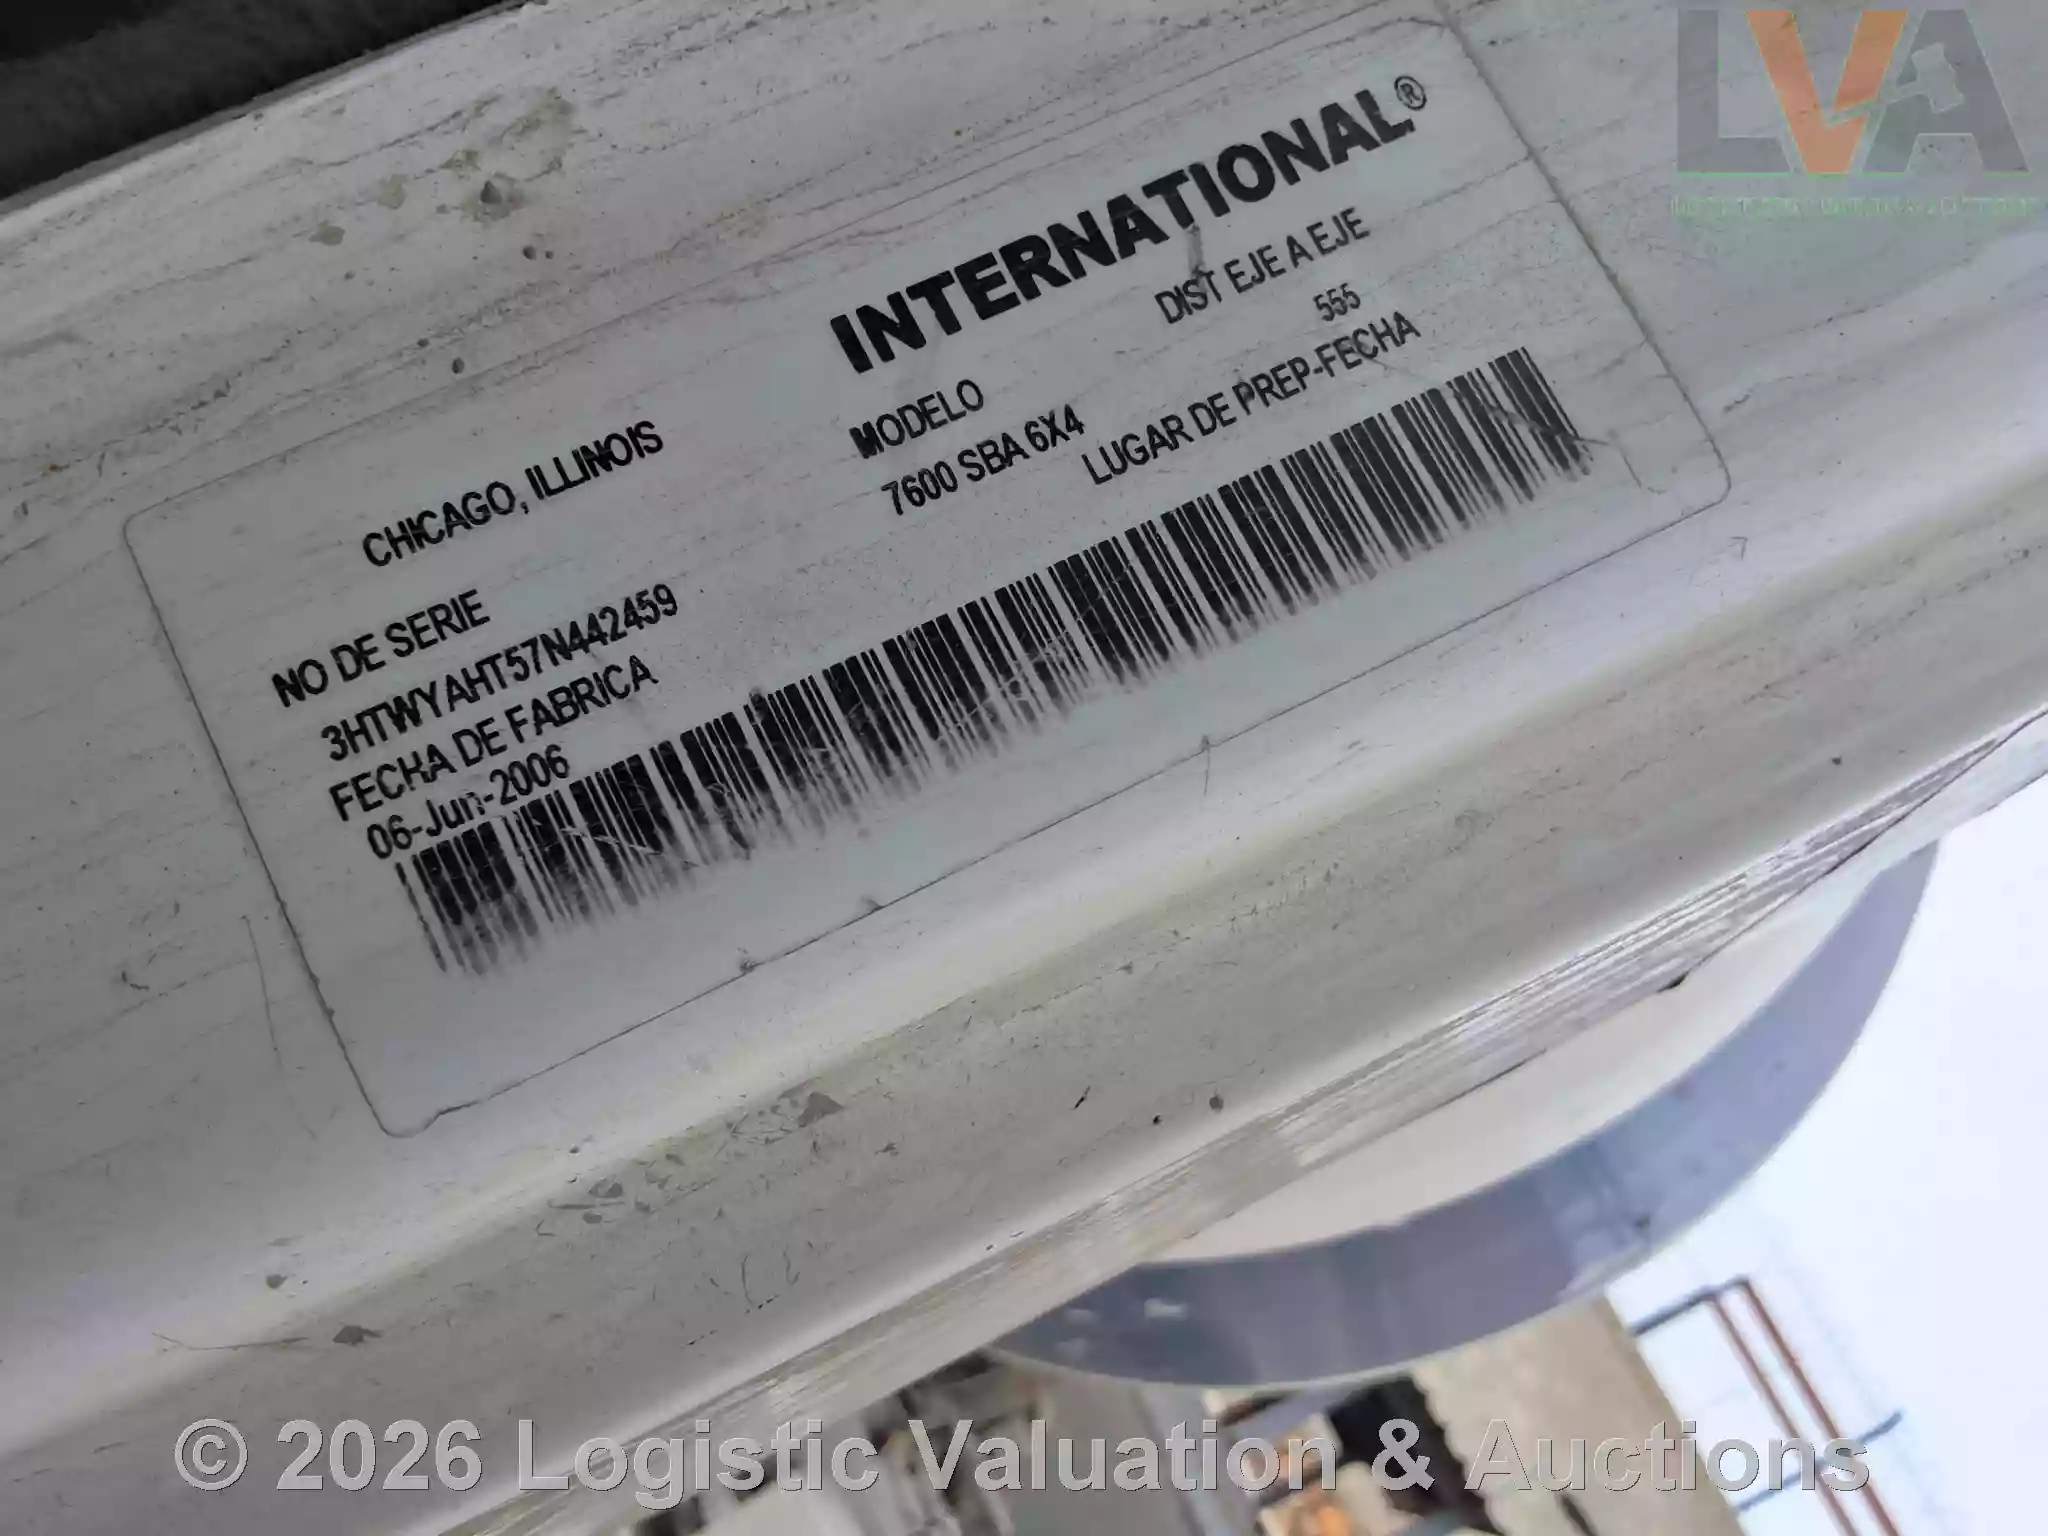 LVA
INTERNATIONAL®
CHICAGO, ILLINOIS
MODELO
DIST EJE A EJE
7600 SBA 6X4
555
NO DE SERIE
LUGAR DE PREP-FECHA
3HTWYAHT57N442459
FECHA DE FABRICA
06-Jun-2006
© 2026 Logistic Valuation & Auctions